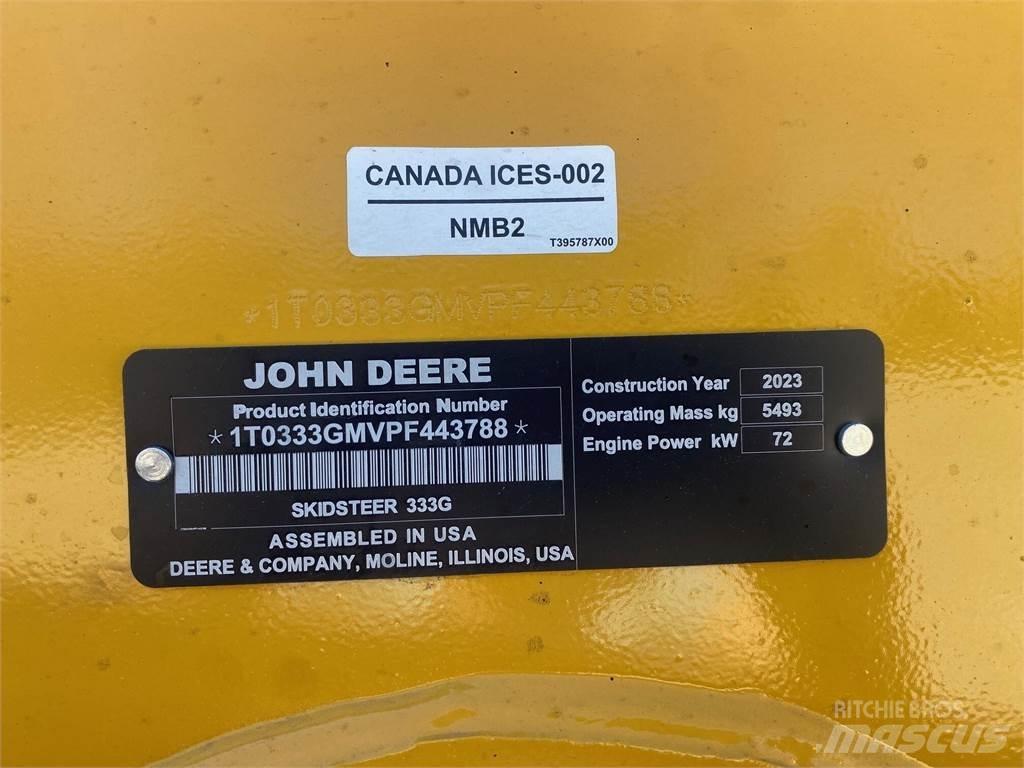 CANADA ICES-002
NMB2
T395787X00
*1T0333GMVPF443788*
JOHN DEERE
Product Identification Number
*1T0333GMVPF443788*
SKIDSTEER 333G
ASSEMBLED IN USA
DEERE & COMPANY, MOLINE, ILLINOIS, USA
Construction Year 2023
Operating Mass kg 5493
Engine Power kW 72
RITCHIE BROS.
mascus